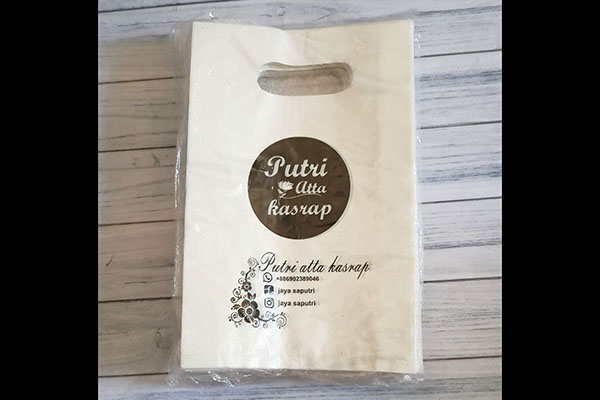 Putri
Atta
kasrap
Putri atta kasrap
+886902389046
jaya saputri
jaya saputri